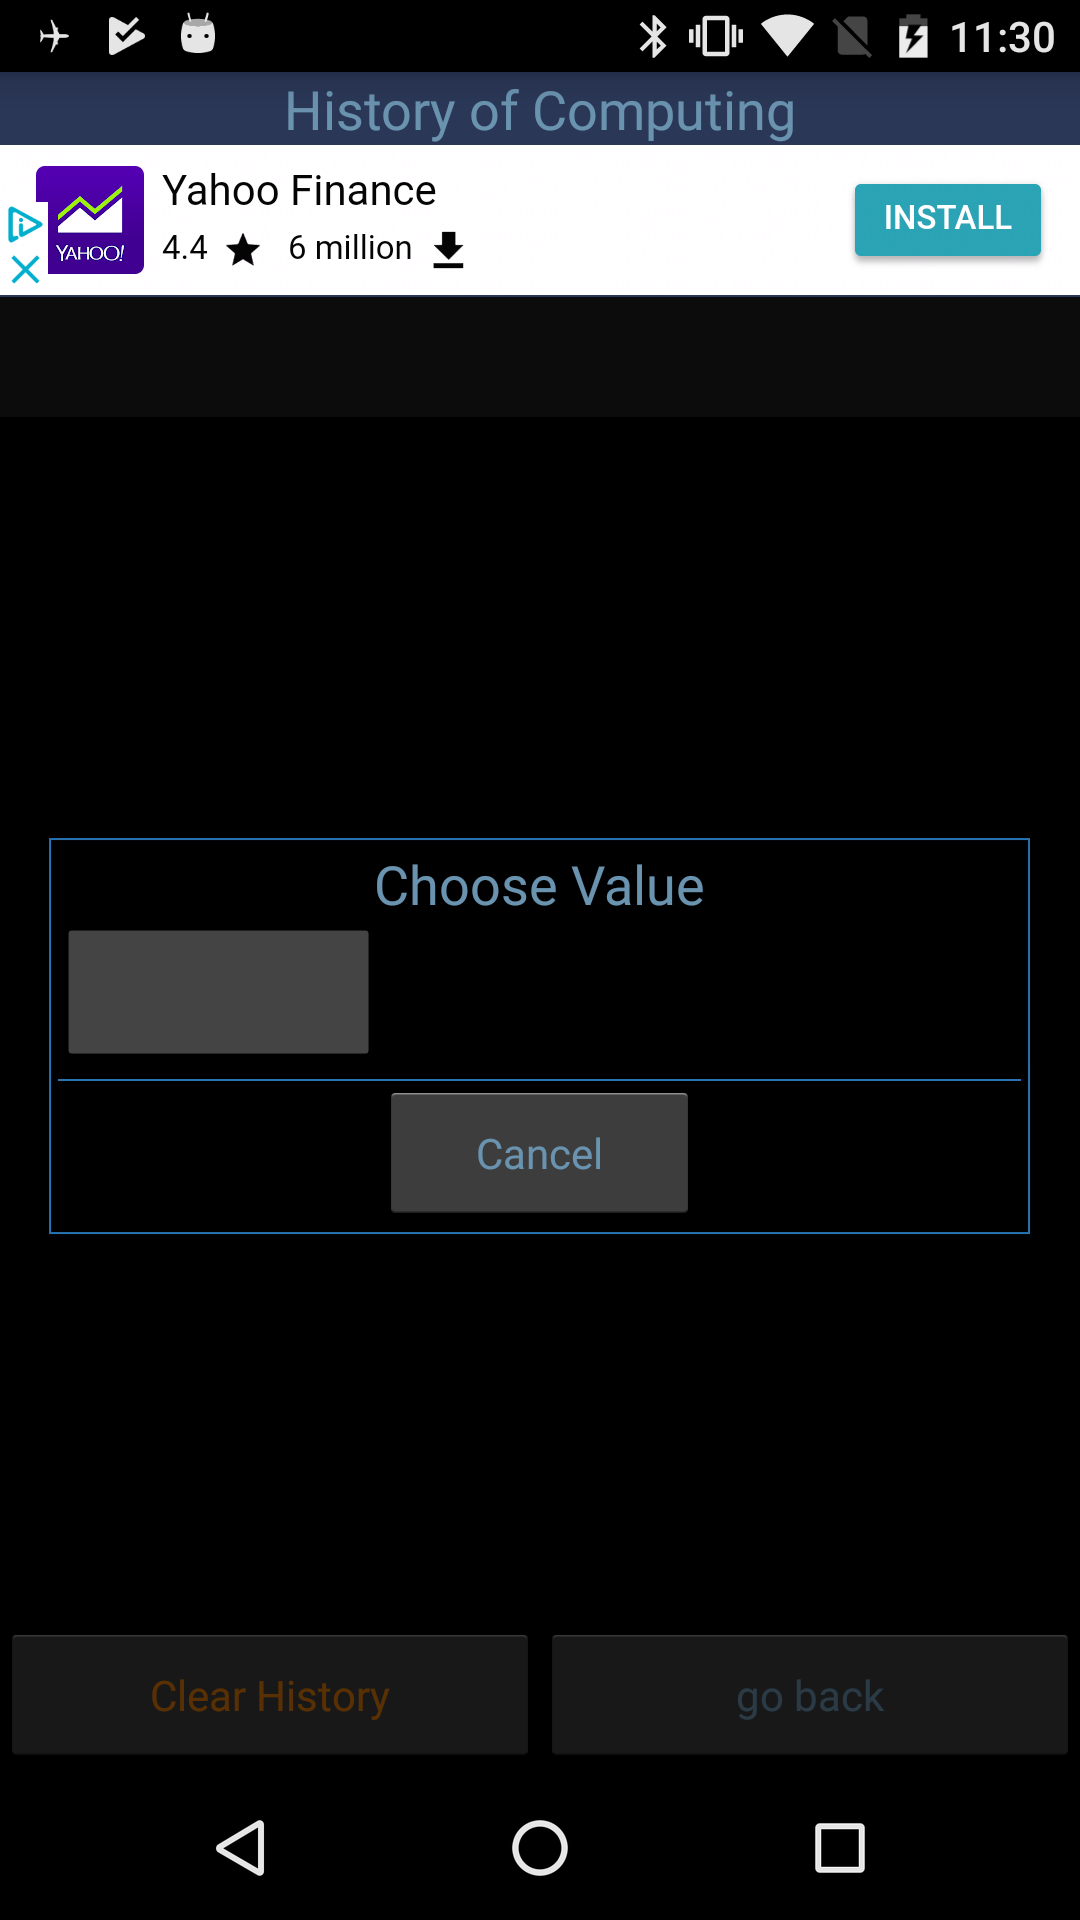 11:30
History of Computing
Yahoo Finance
4.4 6 million
YAHOO!
INSTALL
Choose Value
Cancel
Clear History
go back